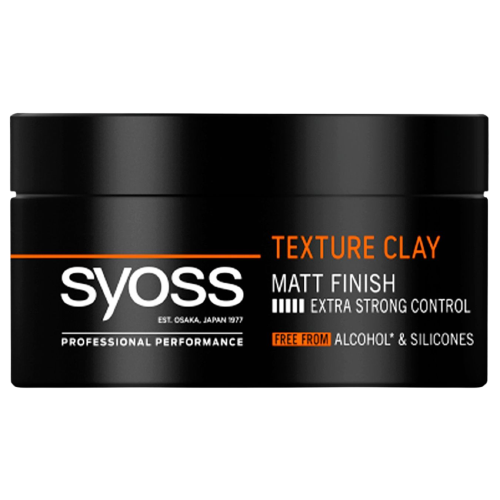 SYOSS
EST. OSAKA, JAPAN 1977
PROFESSIONAL PERFORMANCE
TEXTURE CLAY
MATT FINISH
EXTRA STRONG CONTROL
FREE FROM ALCOHOL* & SILICONES